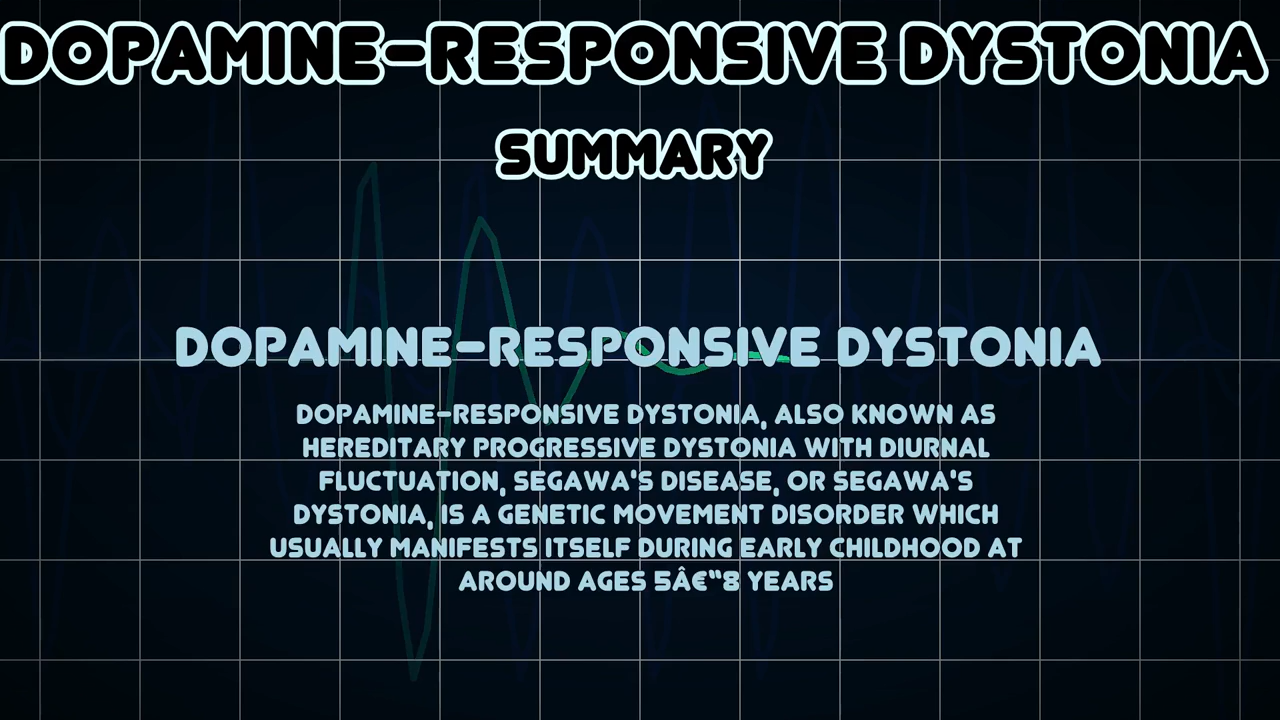 DOPAMINE-RESPONSIVE DYSTONIA
SUMMARY
DOPAMINE-RESPONSIVE DYSTONIA
DOPAMINE-RESPONSIVE DYSTONIA, ALSO KNOWN AS
HEREDITARY PROGRESSIVE DYSTONIA WITH DIURNAL
FLUCTUATION, SEGAWA'S DISEASE, OR SEGAWA'S
DYSTONIA, IS A GENETIC MOVEMENT DISORDER WHICH
USUALLY MANIFESTS ITSELF DURING EARLY CHILDHOOD AT
AROUND AGES 5Â€“8 YEARS